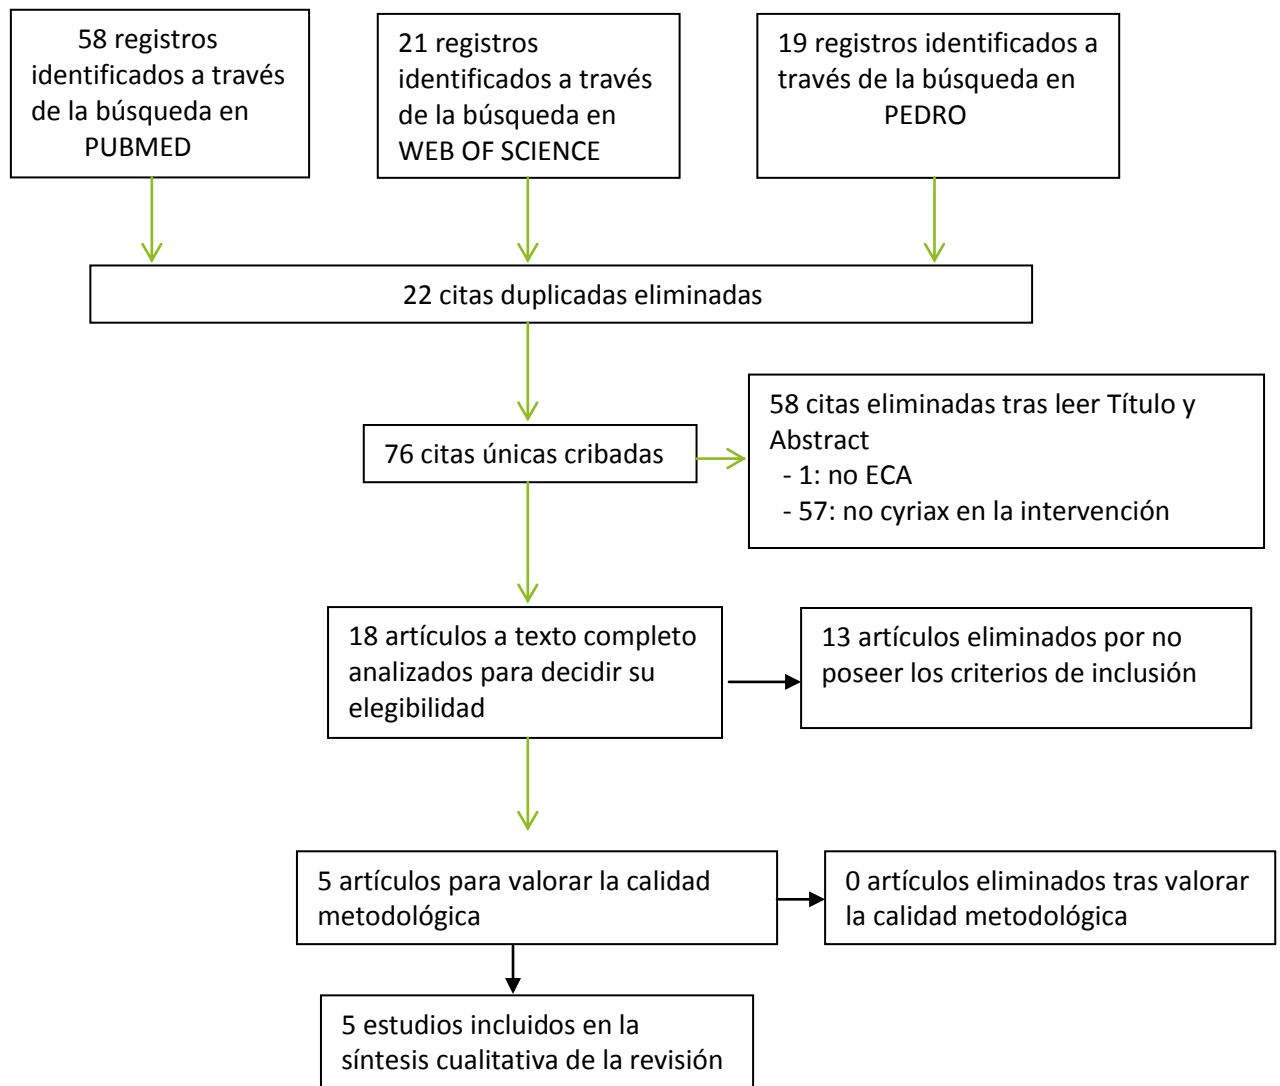 58 registros
identificados a través
de la búsqueda en
PUBMED
21 registros
identificados a través
de la búsqueda en
WEB OF SCIENCE
19 registros identificados a
través de la búsqueda en
PEDRO
22 citas duplicadas eliminadas
76 citas únicas cribadas
58 citas eliminadas tras leer Título y
Abstract
- 1: no ECA
- 57: no cyriax en la intervención
18 artículos a texto completo
analizados para decidir su
elegibilidad
13 artículos eliminados por no
poseer los criterios de inclusión
5 artículos para valorar la calidad
metodológica
0 artículos eliminados tras valorar
la calidad metodológica
5 estudios incluidos en la
síntesis cualitativa de la revisión